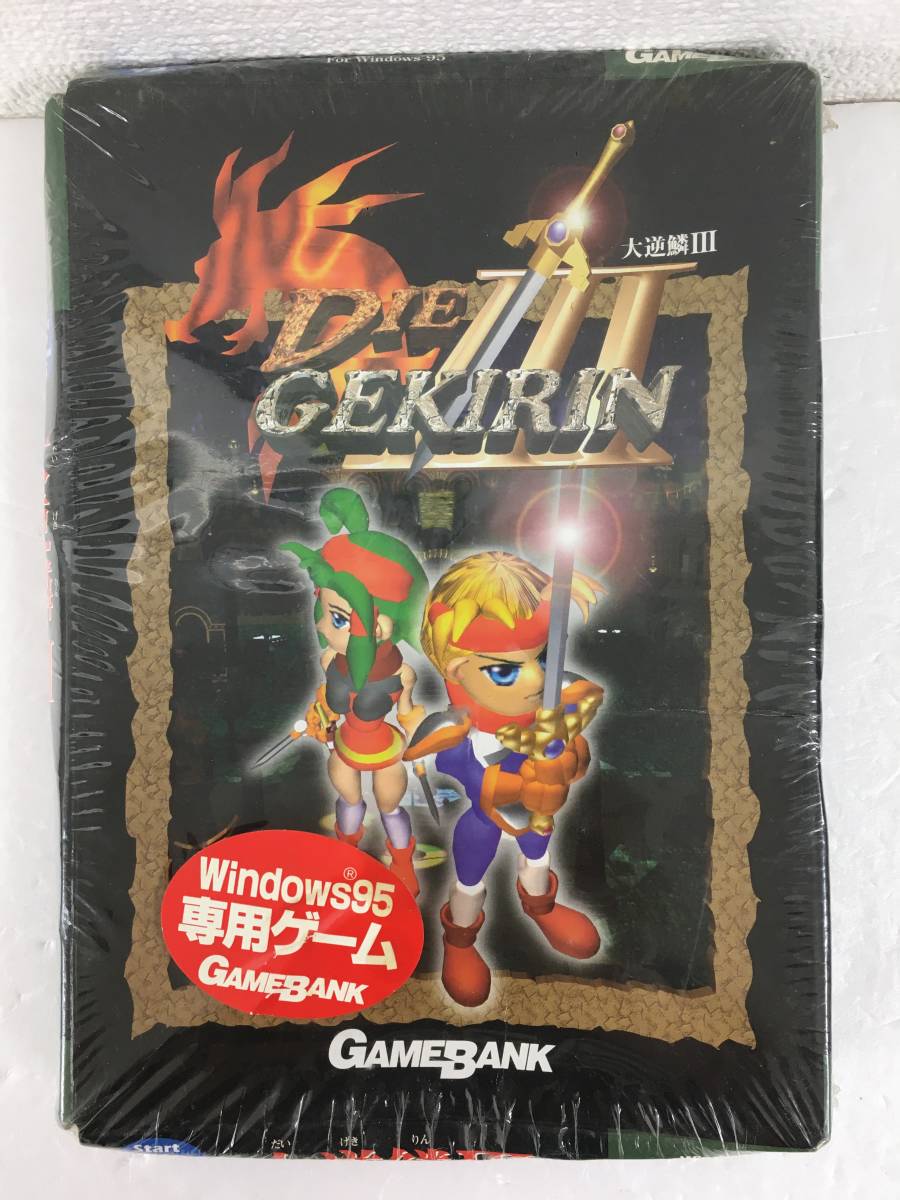 For Windows 95
GAMEBANK
大逆鱗III
DIE III
GEKIRIN
Windows®95
専用ゲーム
GAMEBANK
GAMEBANK
Start
だい げき りん